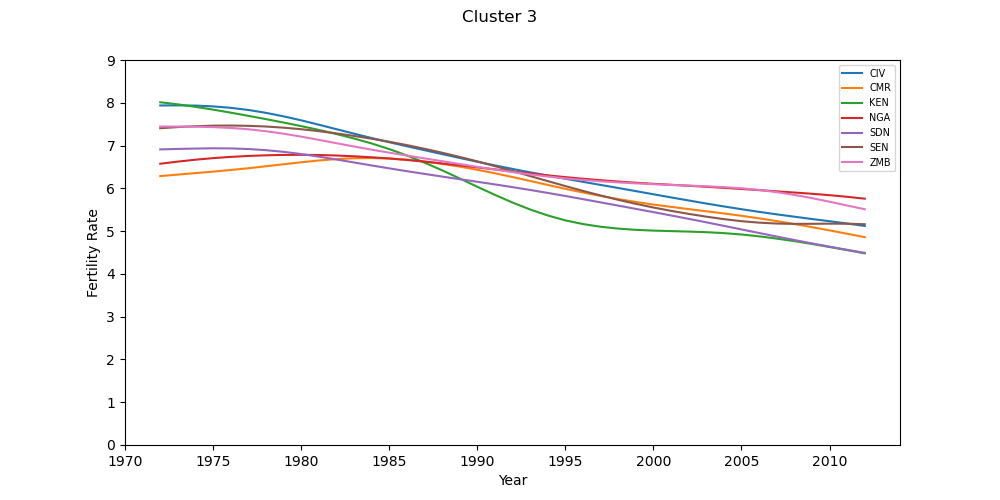 Cluster 3
9
8
7
6
5
4
3
2
1
0
Fertility Rate
CIV
CMR
KEN
NGA
SDN
SEN
ZMB
1970 1975 1980 1985 1990 1995 2000 2005 2010
Year